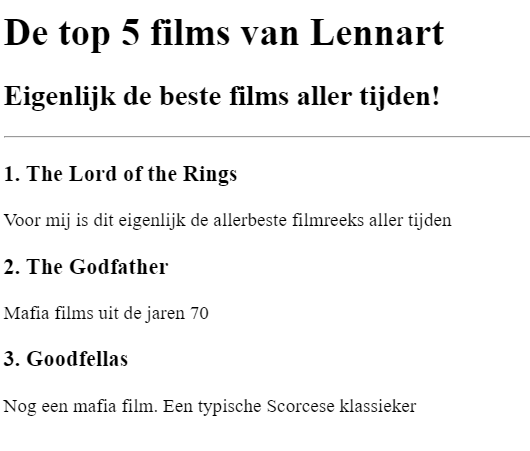 De top 5 films van Lennart
Eigenlijk de beste films aller tijden!
1. The Lord of the Rings
Voor mij is dit eigenlijk de allerbeste filmreeks aller tijden
2. The Godfather
Mafia films uit de jaren 70
3. Goodfellas
Nog een mafia film. Een typische Scorcese klassieker